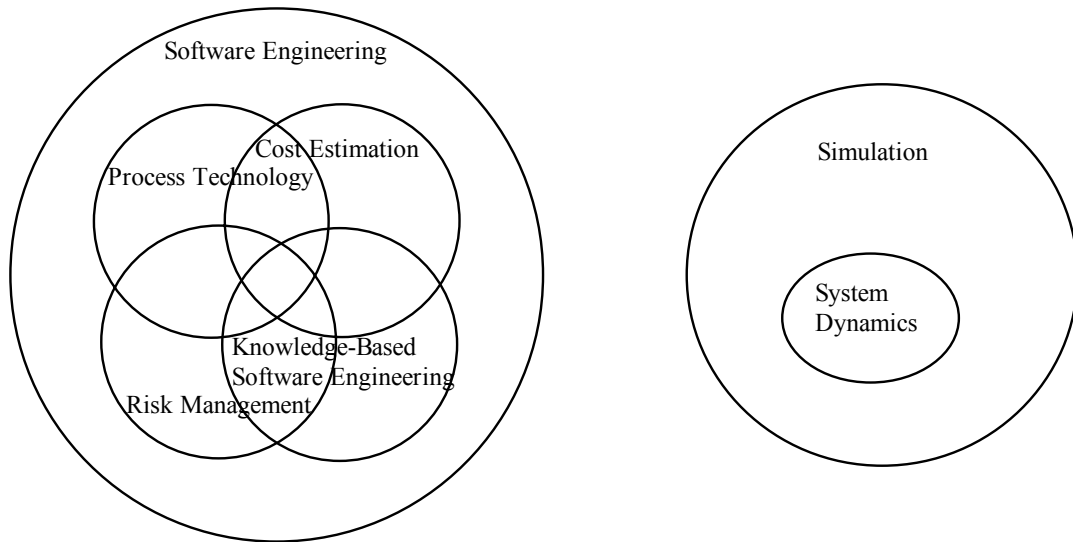 Software Engineering
Cost Estimation
Process Technology
Knowledge-Based
Software Engineering
Risk Management
Simulation
System
Dynamics